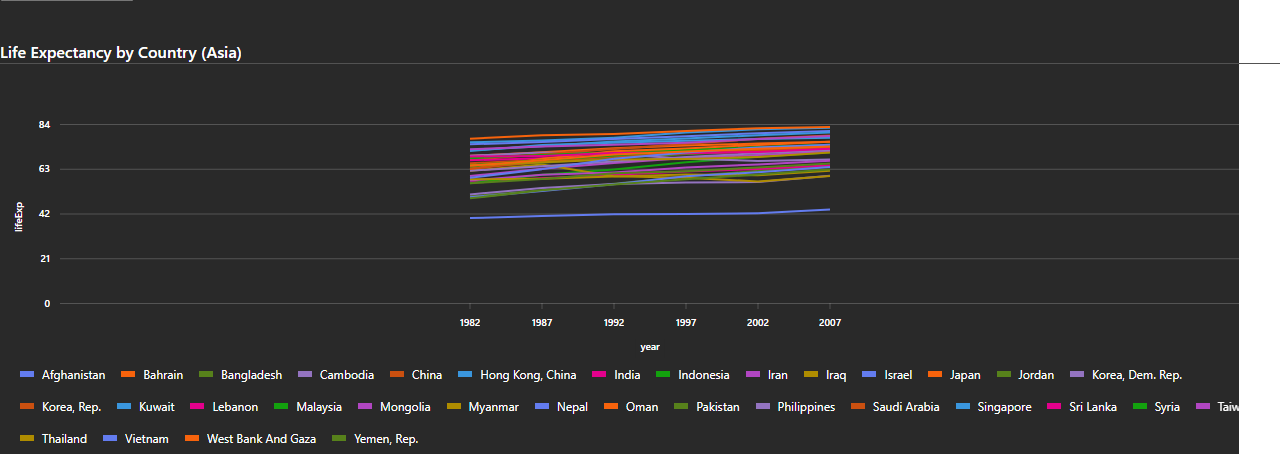 Life Expectancy by Country (Asia)
84
63
42
21
0
lifeExp
1982 1987 1992 1997 2002 2007
year
Afghanistan Bahrain Bangladesh Cambodia China Hong Kong, China India Indonesia Iran Iraq Israel Japan Jordan Korea, Dem. Rep.
Korea, Rep. Kuwait Lebanon Malaysia Mongolia Myanmar Nepal Oman Pakistan Philippines Saudi Arabia Singapore Sri Lanka Syria Taiw
Thailand Vietnam West Bank And Gaza Yemen, Rep.